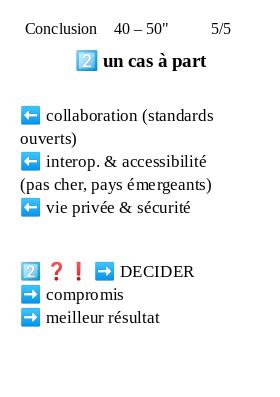 Conclusion 40 – 50" 5/5
2️⃣ un cas à part
⬅️ collaboration (standards
ouverts)
⬅️ interop. & accessibilité
(pas cher, pays émergeants)
⬅️ vie privée & sécurité
2️⃣ ❓❗ ➡️ DECIDER
➡️ compromis
➡️ meilleur résultat